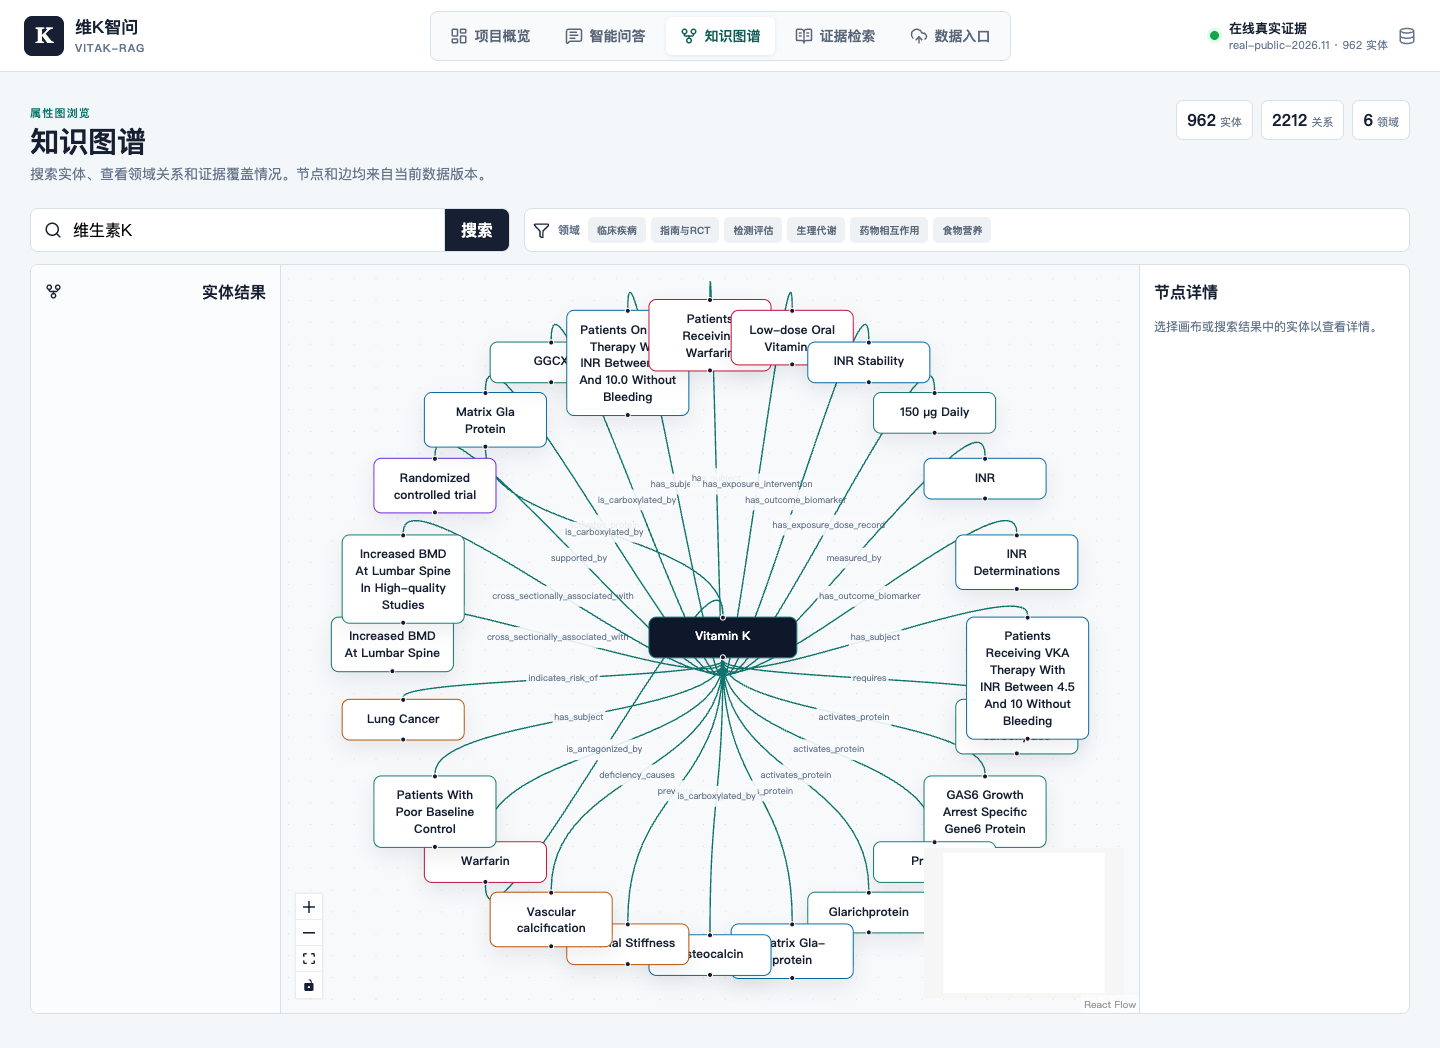 K
维K智问
VITAK-RAG
项目概览
智能问答
知识图谱
证据检索
数据入口
在线真实证据
real-public-2026.11 · 962 实体
属性图浏览
知识图谱
搜索实体、查看领域关系和证据覆盖情况。节点和边均来自当前数据版本。
962 实体
2212 关系
6 领域
维生素K
搜索
领域
临床疾病
指南与RCT
检测评估
生理代谢
药物相互作用
食物营养
实体结果
节点详情
选择画布或搜索结果中的实体以查看详情。
Patients On
Therapy
INR Between
And 10.0 Without
Bleeding
Patients
Receiving
Warfarin
Low-dose Oral
Vitamin
GGCX
INR Stability
Matrix Gla
Protein
150 μg Daily
Randomized
controlled trial
INR
has_exposure_intervention
is_carboxylated_by
has_outcome_biomarker
has_exposure_dose_record
is_carboxylated_by
supported_by
measured_by
Increased BMD
At Lumbar Spine
In High-quality
Studies
INR
Determinations
cross_sectionally_associated_with
has_outcome_biomarker
Increased BMD
At Lumbar Spine
cross_sectionally_associated_with
Vitamin K
has_subject
Patients
Receiving VKA
Therapy With
INR Between 4.5
And 10 Without
Bleeding
indicates_risk_of
requires
Lung Cancer
has_subject
activates_protein
is_antagonized_by
activates_protein
deficiency_causes
activates_protein
is_carboxylated_by
Patients With
Poor Baseline
Control
GAS6 Growth
Arrest Specific
Gene6 Protein
Warfarin
Vascular
calcification
Glarichprotein
Stiffness
Gla-
protein
React Flow